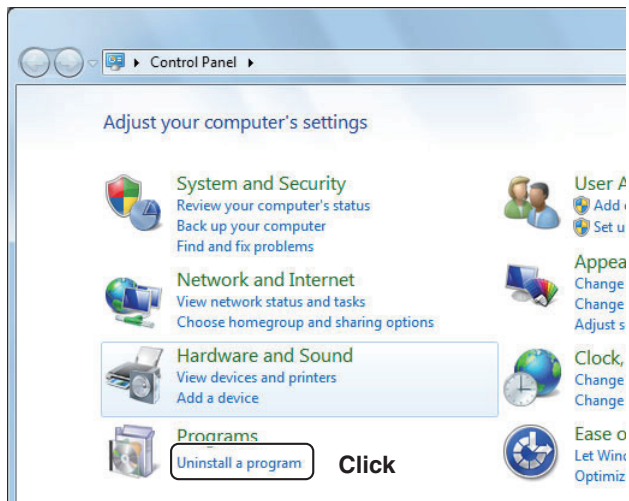 Control Panel
Adjust your computer's settings
System and Security
Review your computer's status
Back up your computer
Find and fix problems
Network and Internet
View network status and tasks
Choose homegroup and sharing options
Hardware and Sound
View devices and printers
Add a device
Programs
Uninstall a program
Click
User A
Add
Set u
Appea
Change
Change
Adjust s
Clock,
Change
Change
Ease o
Let Wind
Optimiz